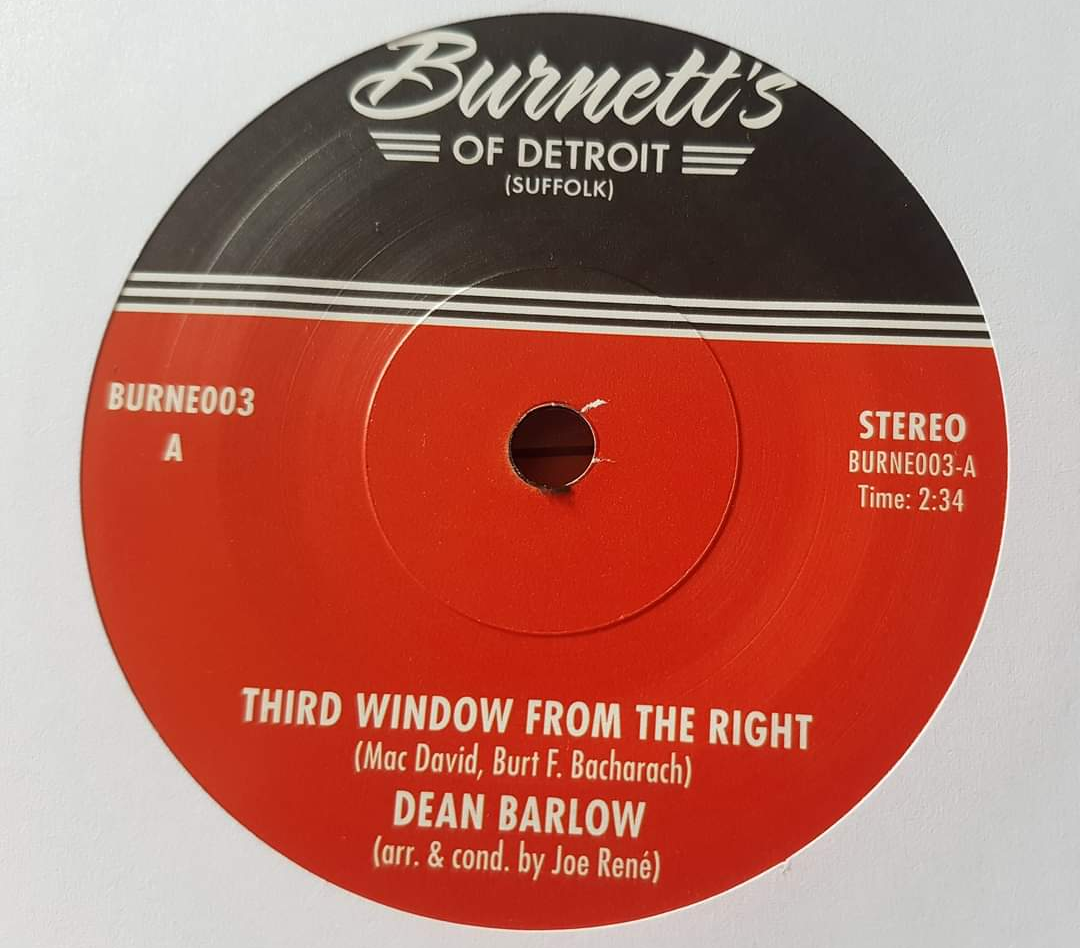 Burnett's
OF DETROIT
(SUFFOLK)
BURNE003
A
STEREO
BURNE003-A
Time: 2:34
THIRD WINDOW FROM THE RIGHT
(Mac David, Burt F. Bacharach)
DEAN BARLOW
(arr. & cond. by Joe René)